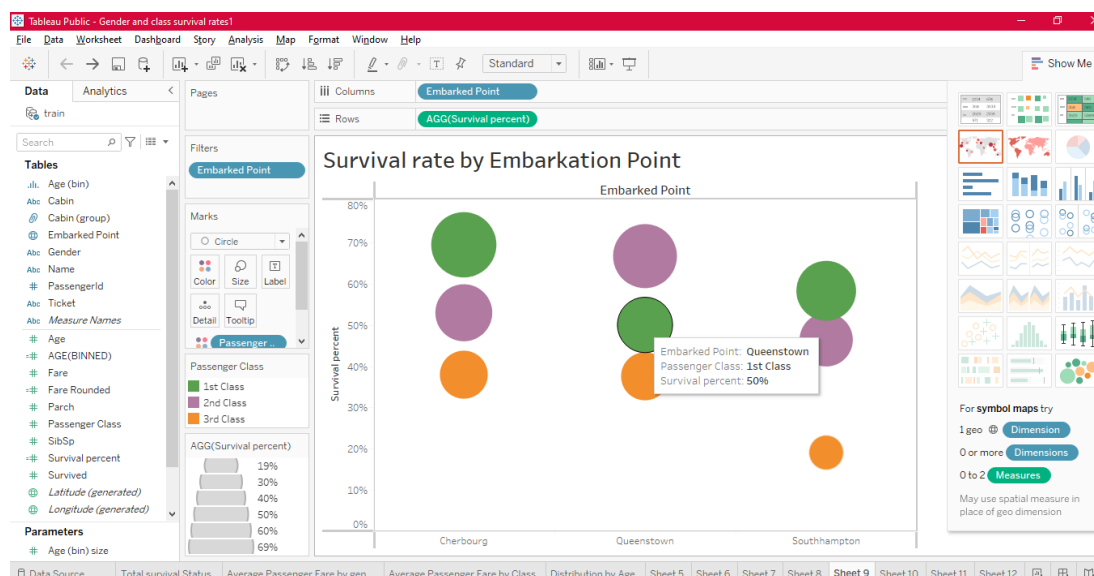 Tableau Public - Gender and class survival rates1
File Data Worksheet Dashboard Story Analysis Map Format Window Help
Standard
Show Me
Data Analytics
train
Search
Tables
Age (bin)
Abc Cabin
Cabin (group)
Embarked Point
Abc Gender
Abc Name
# PassengerId
Abc Ticket
Abc Measure Names
# Age
=# AGE(BINNED)
# Fare
=# Fare Rounded
# Parch
# Passenger Class
# SibSp
=# Survival percent
# Survived
Latitude (generated)
Longitude (generated)
Parameters
# Age (bin) size
Pages
Filters
Embarked Point
Marks
Circle
Color Size Label
Detail Tooltip
Passenger ..
Passenger Class
1st Class
2nd Class
3rd Class
AGG(Survival percent)
19%
30%
40%
50%
60%
69%
Columns Embarked Point
Rows AGG(Survival percent)
Survival rate by Embarkation Point
Embarked Point
80%
70%
60%
50%
40%
30%
20%
10%
0%
Survival percent
Embarked Point: Queenstown
Passenger Class: 1st Class
Survival percent: 50%
Cherbourg Queenstown Southhampton
For symbol maps try
1 geo Dimension
0 or more Dimensions
0 to 2 Measures
May use spatial measure in
place of geo dimension
Data Source Total survival Status Average Passenger Fare by gen... Average Passenger Fare by Class Distribution by Age Sheet 5 Sheet 6 Sheet 7 Sheet 8 Sheet 9 Sheet 10 Sheet 11 Sheet 12